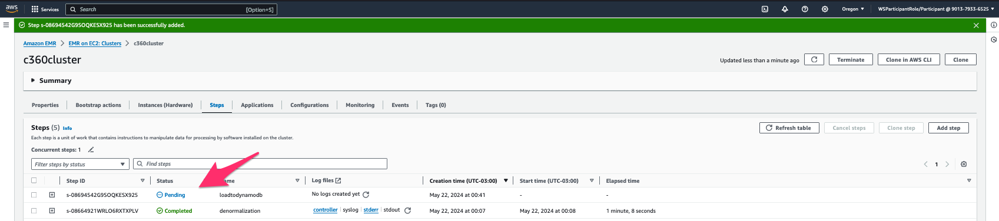 aws Services Search [Option+S] Oregon WSParticipantRole/Participant @ 9013-7933-6525
Step s-08694542G9SOQKESX925 has been successfully added.
Amazon EMR EMR on EC2: Clusters c360cluster
c360cluster
Updated less than a minute ago Terminate Clone in AWS CLI Clone
Summary
Properties Bootstrap actions Instances (Hardware) Steps Applications Configurations Monitoring Events Tags (0)
Steps (5) Info Refresh table Cancel steps Clone step Add step
Each step is a unit of work that contains instructions to manipulate data for processing by software installed on the cluster.
Concurrent steps: 1
Filter steps by status Find steps 1
Step ID Status Log files Creation time (UTC-03:00) Start time (UTC-03:00) Elapsed time
s-08694542G9SOQKESX925 Pending loadtodynamodb No logs created yet May 22, 2024 at 00:41 - -
s-08664921WRLO6RXTXPLV Completed denormalization controller syslog stderr stdout May 22, 2024 at 00:07 May 22, 2024 at 00:08 1 minute, 8 seconds